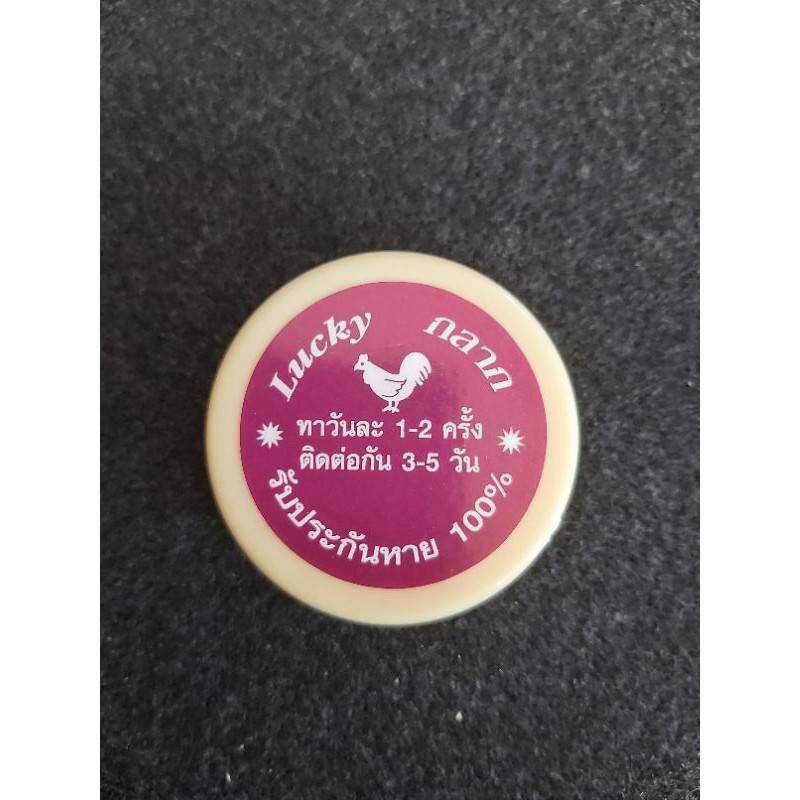 Lucky กลาก
ทาวันละ 1-2 ครั้ง
ติดต่อกัน 3-5 วัน
รับประกันหาย 100%